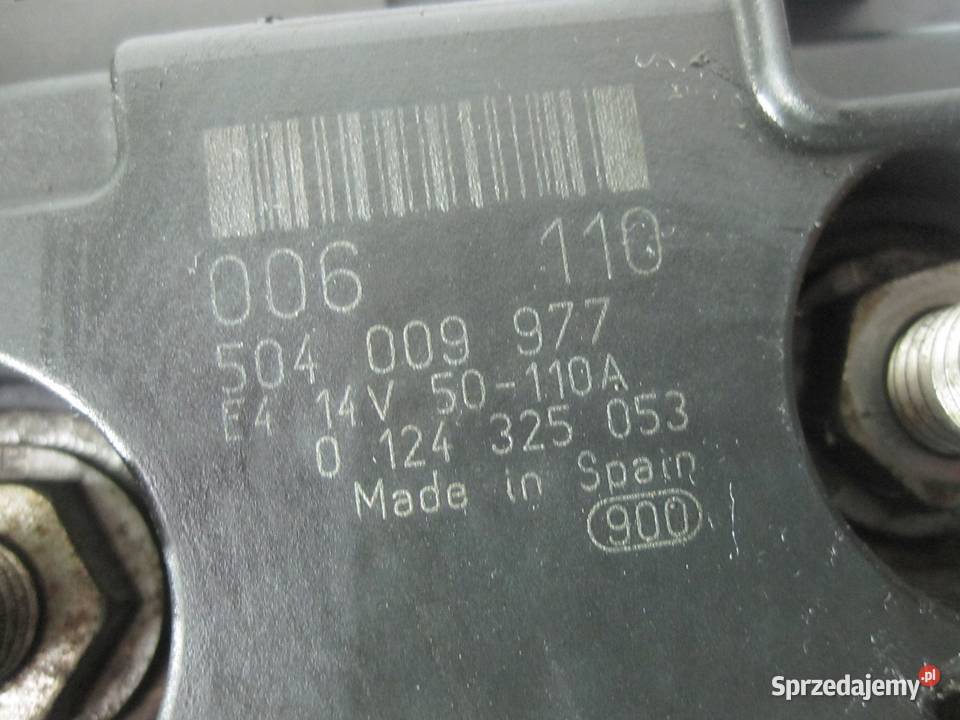 006 110
504 009 977
E4 14V 50-110A
0 124 325 053
Made in Spain
900
Sprzedajemy.pl